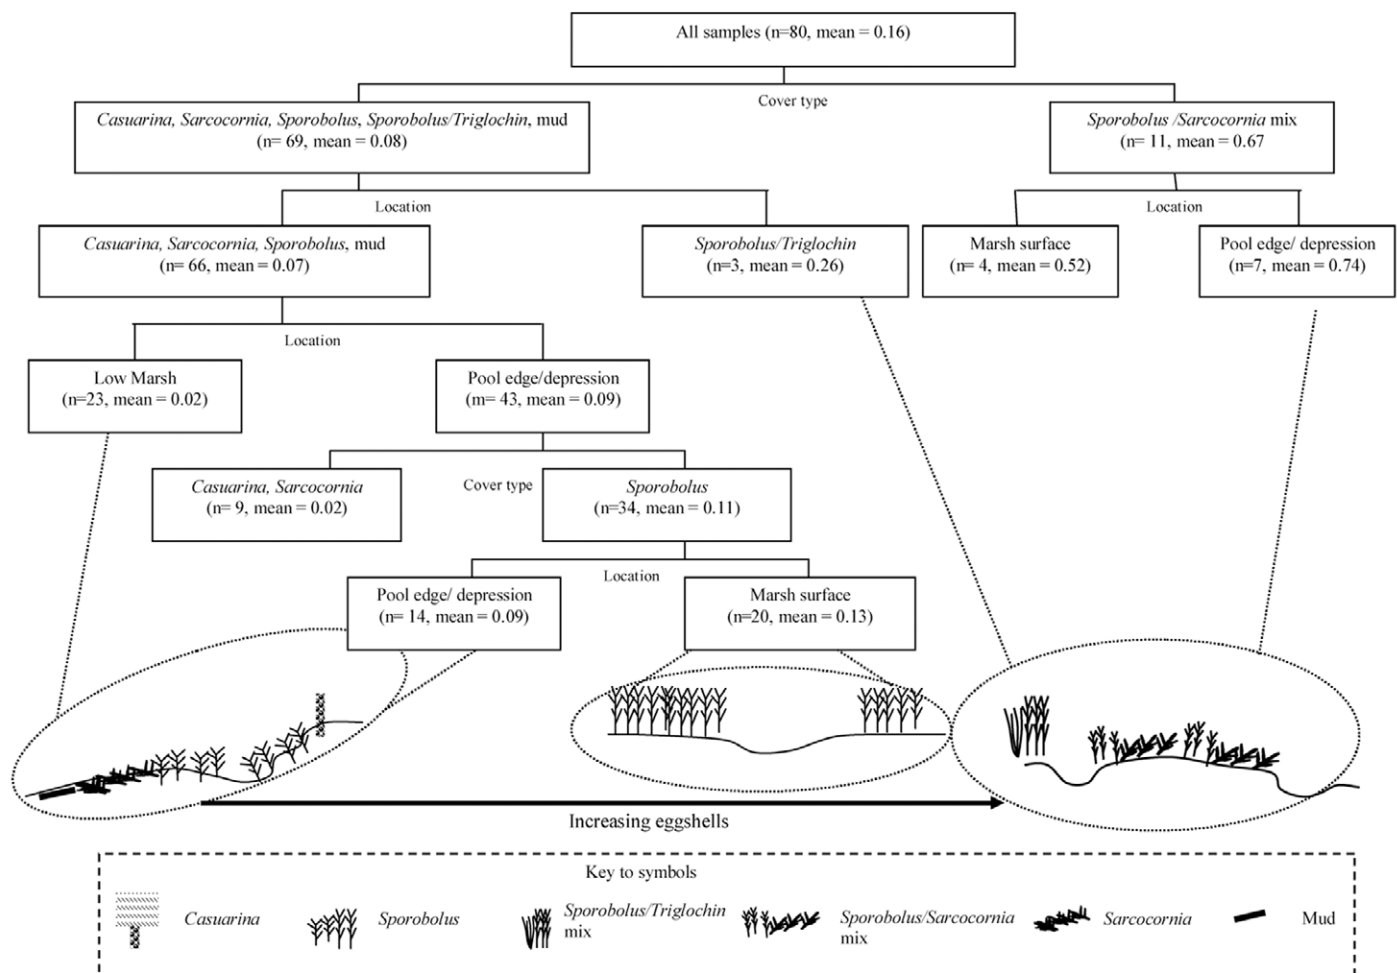 All samples (n=80, mean = 0.16)
Cover type
Casuarina, Sarcocornia, Sporobolus, Sporobolus/Triglochin, mud
(n= 69, mean = 0.08)
Sporobolus /Sarcocornia mix
(n= 11, mean = 0.67
Location
Location
Casuarina, Sarcocornia, Sporobolus, mud
(n= 66, mean = 0.07)
Sporobolus/Triglochin
(n=3, mean = 0.26)
Marsh surface
(n= 4, mean = 0.52)
Pool edge/ depression
(n=7, mean = 0.74)
Location
Low Marsh
(n=23, mean = 0.02)
Pool edge/depression
(m= 43, mean = 0.09)
Cover type
Casuarina, Sarcocornia
(n= 9, mean = 0.02)
Sporobolus
(n=34, mean = 0.11)
Location
Pool edge/ depression
(n= 14, mean = 0.09)
Marsh surface
(n=20, mean = 0.13)
Increasing eggshells
Key to symbols
Casuarina
Sporobolus
Sporobolus/Triglochin
mix
Sporobolus/Sarcocornia
mix
Sarcocornia
Mud